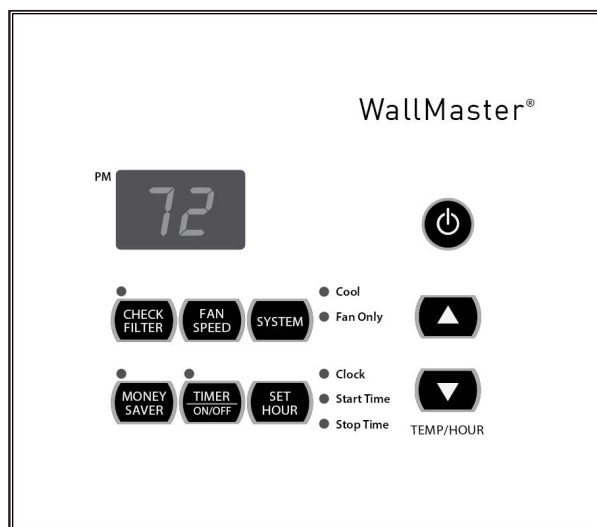 WallMaster®
PM
72
CHECK
FILTER
FAN
SPEED
SYSTEM
Cool
Fan Only
MONEY
SAVER
TIMER
ON/OFF
SET
HOUR
Clock
Start Time
Stop Time
TEMP/HOUR